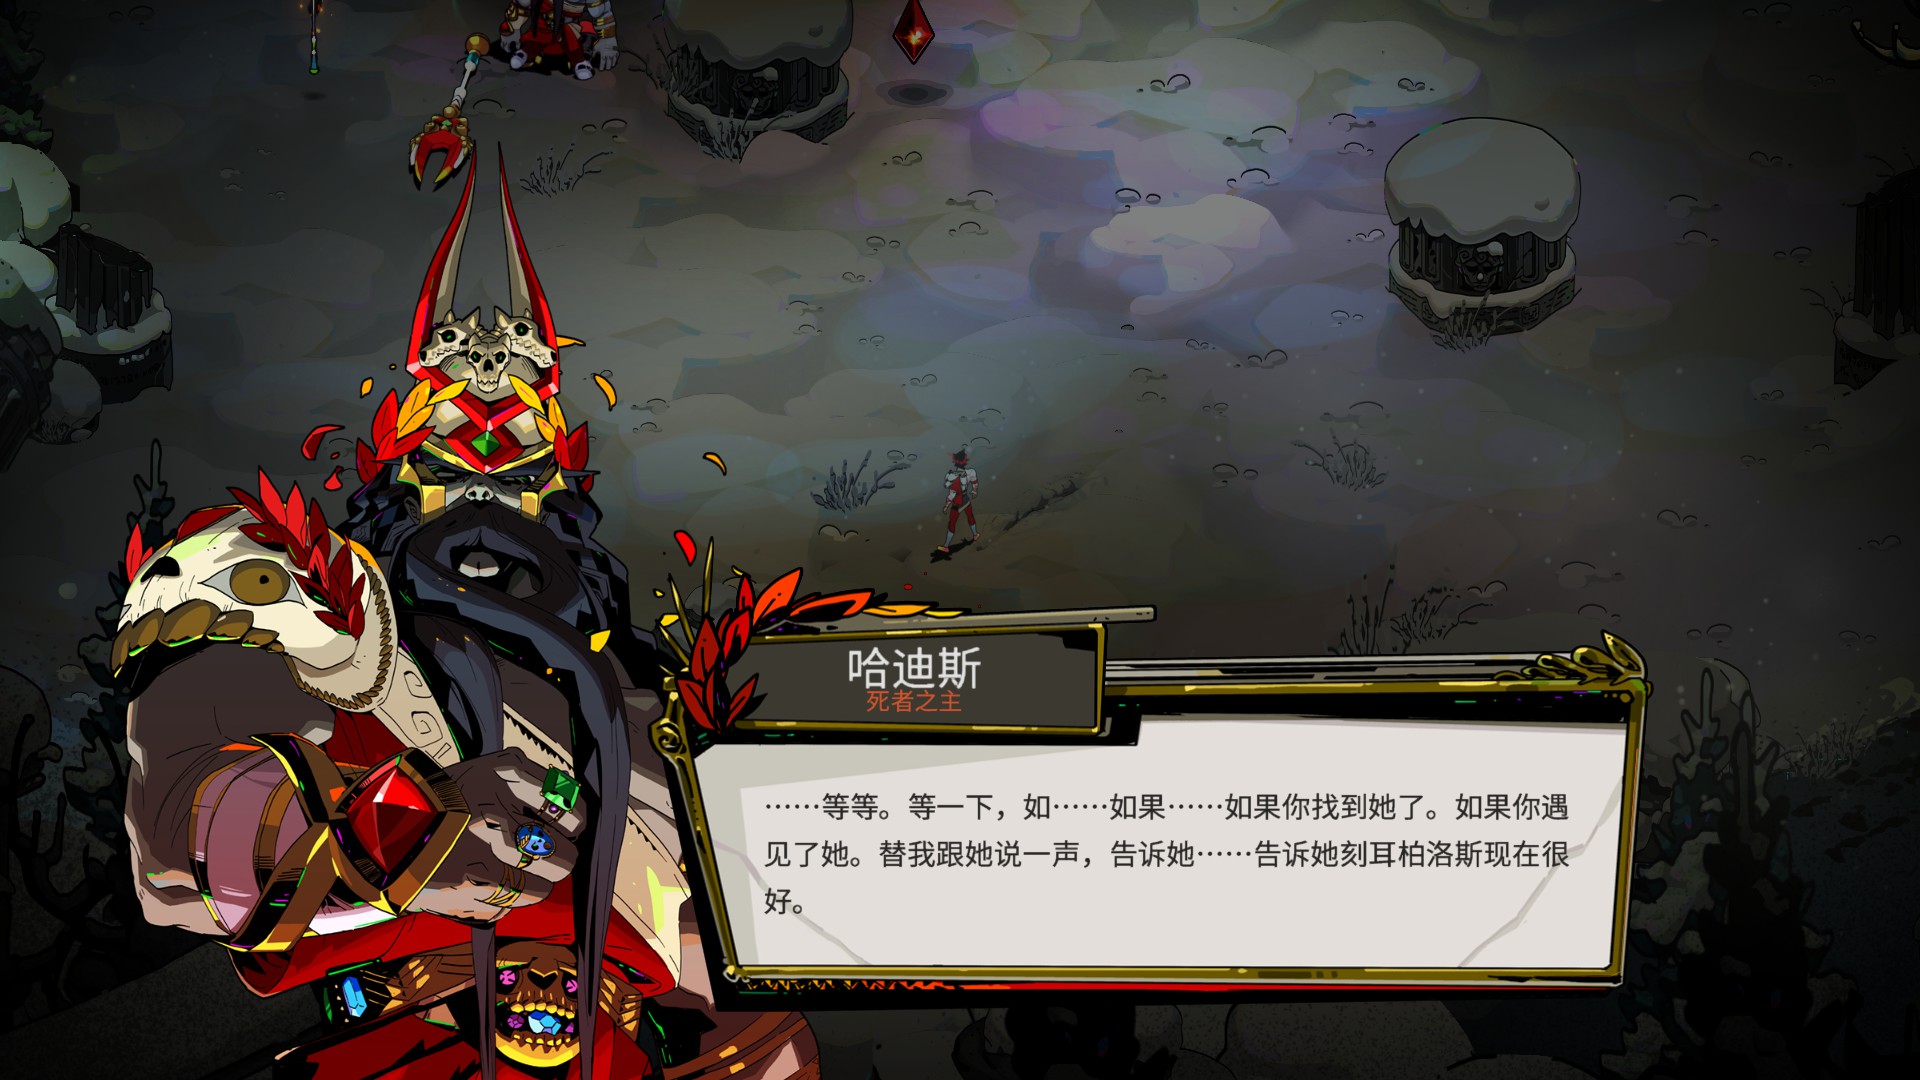 哈迪斯
死者之主
……等等。等一下，如……如果……如果你找到她了。如果你遇
见了她。替我跟她说一声，告诉她……告诉她刻耳柏洛斯现在很
好。